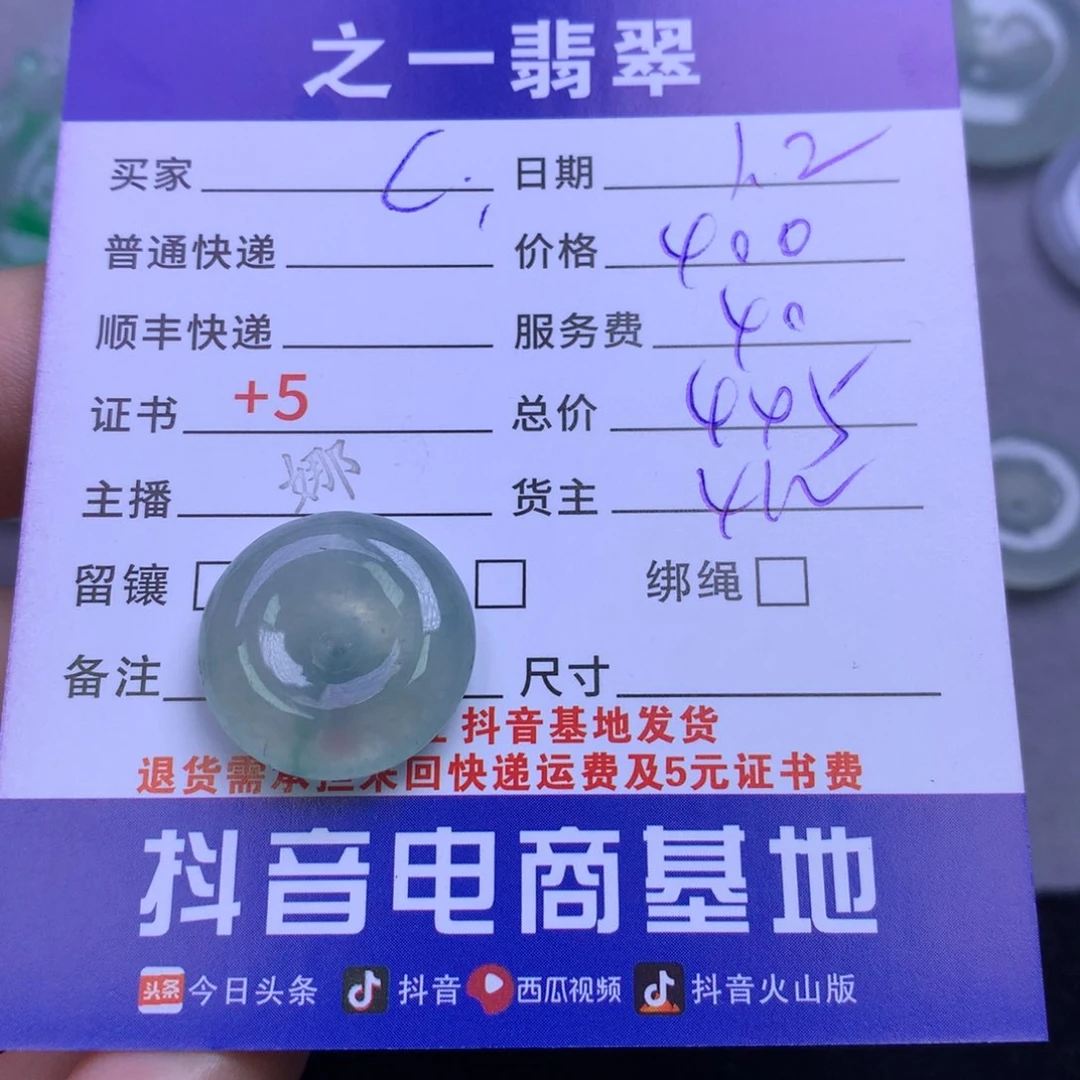 之一翡翠
买家 日期 1.2
普通快递 价格 400
顺丰快递 服务费 40
证书 +5 总价 445
主播 娜 货主
留镶 绑绳
备注 尺寸
抖音基地发货
退货需承担来回快递运费及5元证书费
抖音电商基地
头条 今日头条 抖音 西瓜视频 抖音火山版